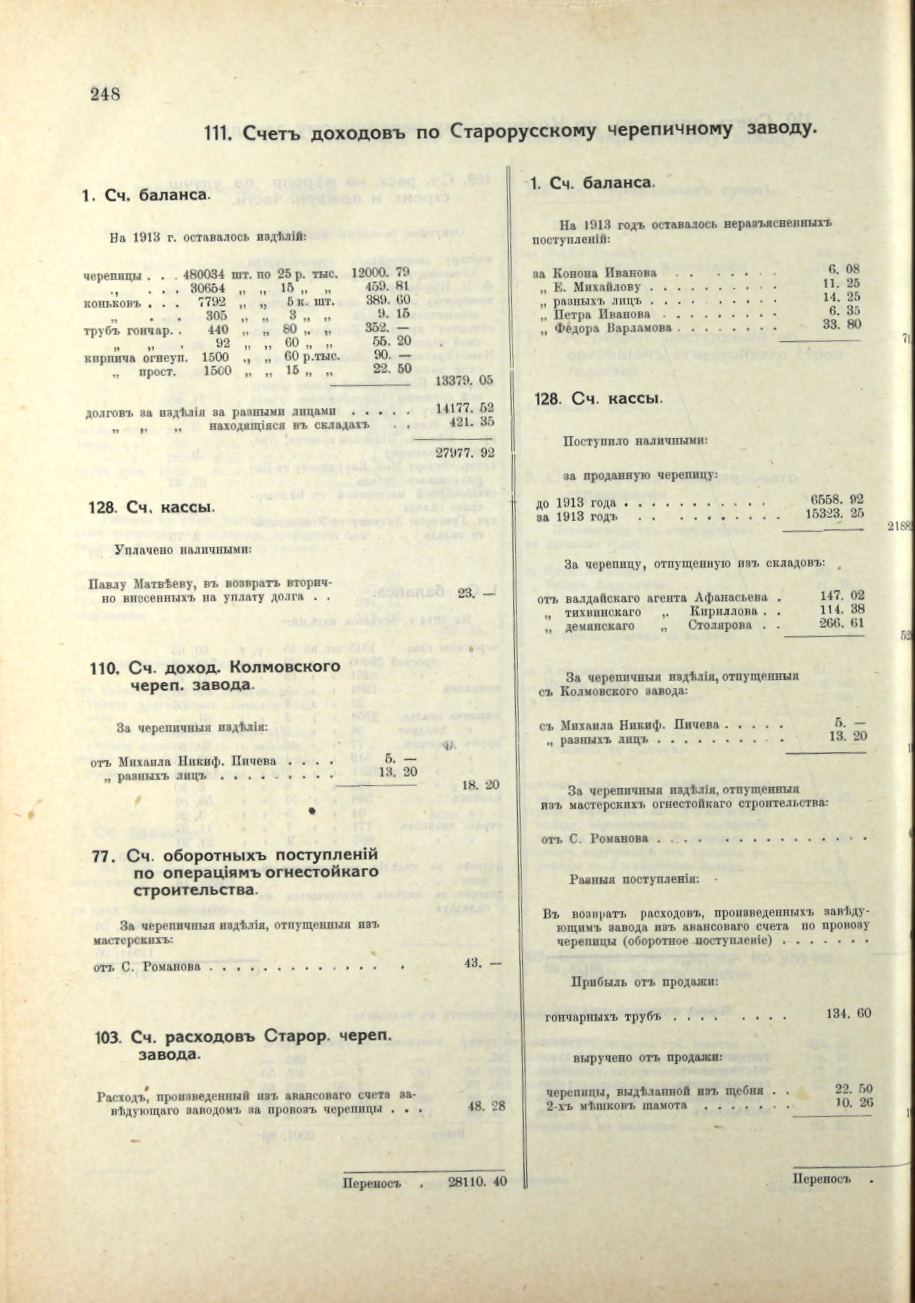 248
111. Счетъ доходовъ по Старорусскому черепичному заводу.
1. Сч. баланса.
На 1913 г. оставалось издѣлій:
черепицы . . . 480034 шт. по 25 р. тыс. 12000. 79
„ . . . 30654 „ „ 15 „ „ 459. 81
коньковъ . . . 7792 „ „ 5 к. шт. 389. 60
„ . . 305 „ „ 3 „ „ 9. 15
трубъ гончар. . 440 „ „ 80 „ „ 352. —
„ „ . 92 „ „ 60 „ „ 55. 20
кирпича огнеуп. 1500 „ „ 60 р. тыс. 90. —
„ прост. 1500 „ „ 15 „ „ 22. 50
13379. 05
долговъ за издѣлія за разными лицами . . . . . 14177. 52
„ „ „ находящіяся въ складахъ . . 421. 35
27977. 92
128. Сч. кассы.
Уплачено наличными:
Павлу Матвѣеву, въ возвратъ вторич-
но внесенныхъ на уплату долга . . 23. —
110. Сч. доход. Колмовского
череп. завода.
За черепичныя издѣлія:
отъ Михаила Никиф. Пичева . . . . 5. —
„ разныхъ лицъ . . . . . . . . . 13. 20
18. 20
77. Сч. оборотныхъ поступленій
по операціямъ огнестойкаго
строительства.
За черепичныя издѣлія, отпущенныя изъ
мастерскихъ:
отъ С. Романова . . . . . . . . . . . . . . 43. —
103. Сч. расходовъ Старор. череп.
завода.
Расходъ, произведенный изъ авансоваго счета за-
вѣдующаго заводомъ за провозъ черепицы . . . 48. 28
Переносъ . 28110. 40
1. Сч. баланса.
На 1913 годъ оставалось неразъясненныхъ
поступленій:
за Конона Иванова . . . . . . 6. 08
„ Е. Михайлову . . . . . . . . . 11. 25
„ разныхъ лицъ . . . . . . . . . 14. 25
„ Петра Иванова . . . . . . . . 6. 35
„ Федора Варламова . . . . . . . 33. 80
71
128. Сч. кассы.
Поступило наличными:
за проданную черепицу:
до 1913 года . . . . . . . . . . . 6558. 92
за 1913 годъ . . . . . . . . . 15323. 25
2188
За черепицу, отпущенную изъ складовъ:
отъ валдайскаго агента Афанасьева . 147. 02
„ тихвинскаго „ Кириллова . . 114. 38
„ демянскаго „ Столярова . . 266. 61
52
За черепичныя издѣлія, отпущенныя
съ Колмовского завода:
съ Михаила Никиф. Пичева . . . . . 5. —
„ разныхъ лицъ . . . . . . . . . . 13. 20
За черепичныя издѣлія, отпущенныя
изъ мастерскихъ огнестойкаго строительства:
отъ С. Романова . . . . . . . . . . . . . . .
Разныя поступленія:
Въ возвратъ расходовъ, произведенныхъ завѣду-
ющимъ завода изъ авансоваго счета по провозу
черепицы (оборотное поступленіе) . . . . . . .
Прибыль отъ продажи:
гончарныхъ трубъ . . . . . . . . 134. 60
выручено отъ продажи:
черепицы, выдѣланной изъ щебня . . 22. 50
2-хъ мѣшковъ шамота . . . . . . . 10. 26
Переносъ .